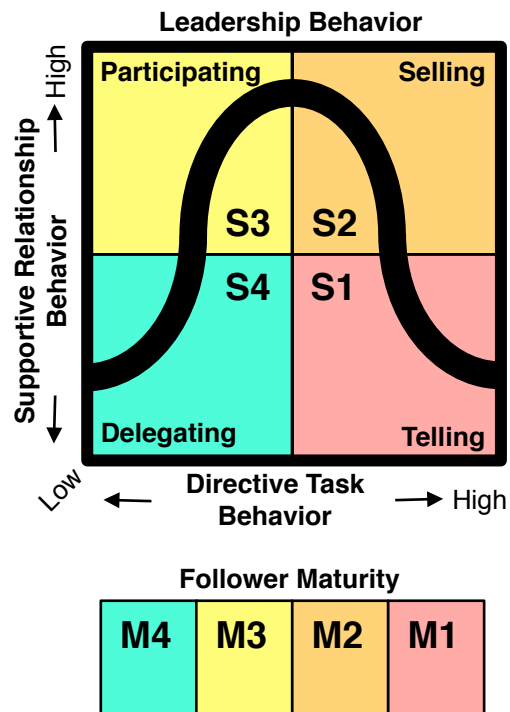 Leadership Behavior
High
Participating
Selling
Supportive Relationship
Behavior
S3
S2
S4
S1
Delegating
Telling
Low
Directive Task
Behavior
High
Follower Maturity
M4
M3
M2
M1